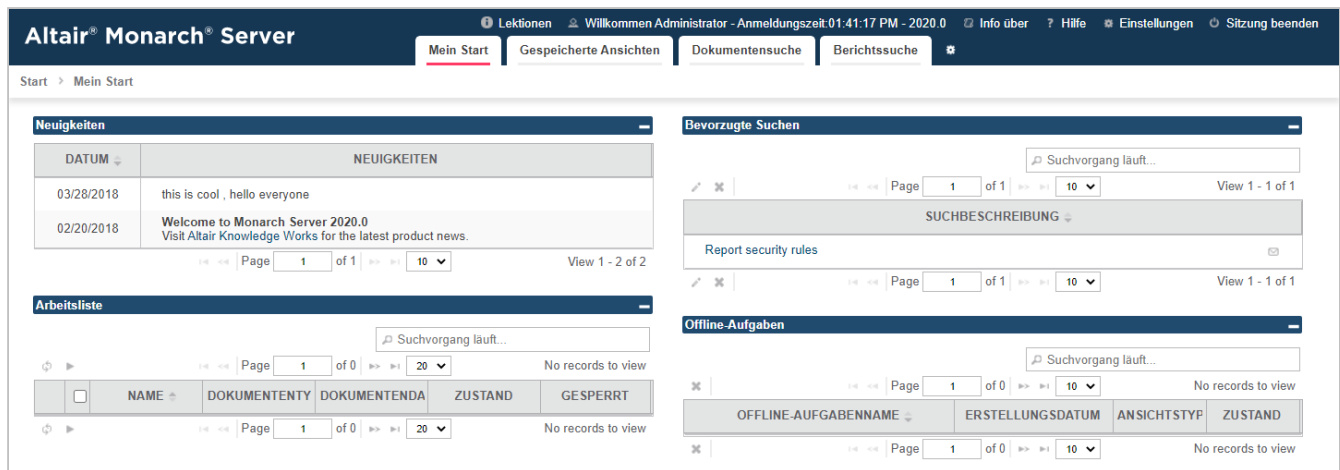 Altair® Monarch® Server
Lektionen Willkommen Administrator - Anmeldungszeit:01:41:17 PM - 2020.0 Info über ? Hilfe Einstellungen Sitzung beenden
Mein Start Gespeicherte Ansichten Dokumentensuche Berichtssuche
Start > Mein Start
Neuigkeiten
DATUM NEUIGKEITEN
03/28/2018 this is cool , hello everyone
02/20/2018 Welcome to Monarch Server 2020.0
Visit Altair Knowledge Works for the latest product news.
Page 1 of 1 10 View 1 - 2 of 2
Arbeitsliste
Suchvorgang läuft...
Page 1 of 0 20 No records to view
NAME DOKUMENTENTY DOKUMENTENDA ZUSTAND GESPERRT
Page 1 of 0 20 No records to view
Bevorzugte Suchen
Suchvorgang läuft...
Page 1 of 1 10 View 1 - 1 of 1
SUCHBESCHREIBUNG
Report security rules
Page 1 of 1 10 View 1 - 1 of 1
Offline-Aufgaben
Suchvorgang läuft...
Page 1 of 0 10 No records to view
OFFLINE-AUFGABENNAME ERSTELLUNGSDATUM ANSICHTSTYP ZUSTAND
Page 1 of 0 10 No records to view